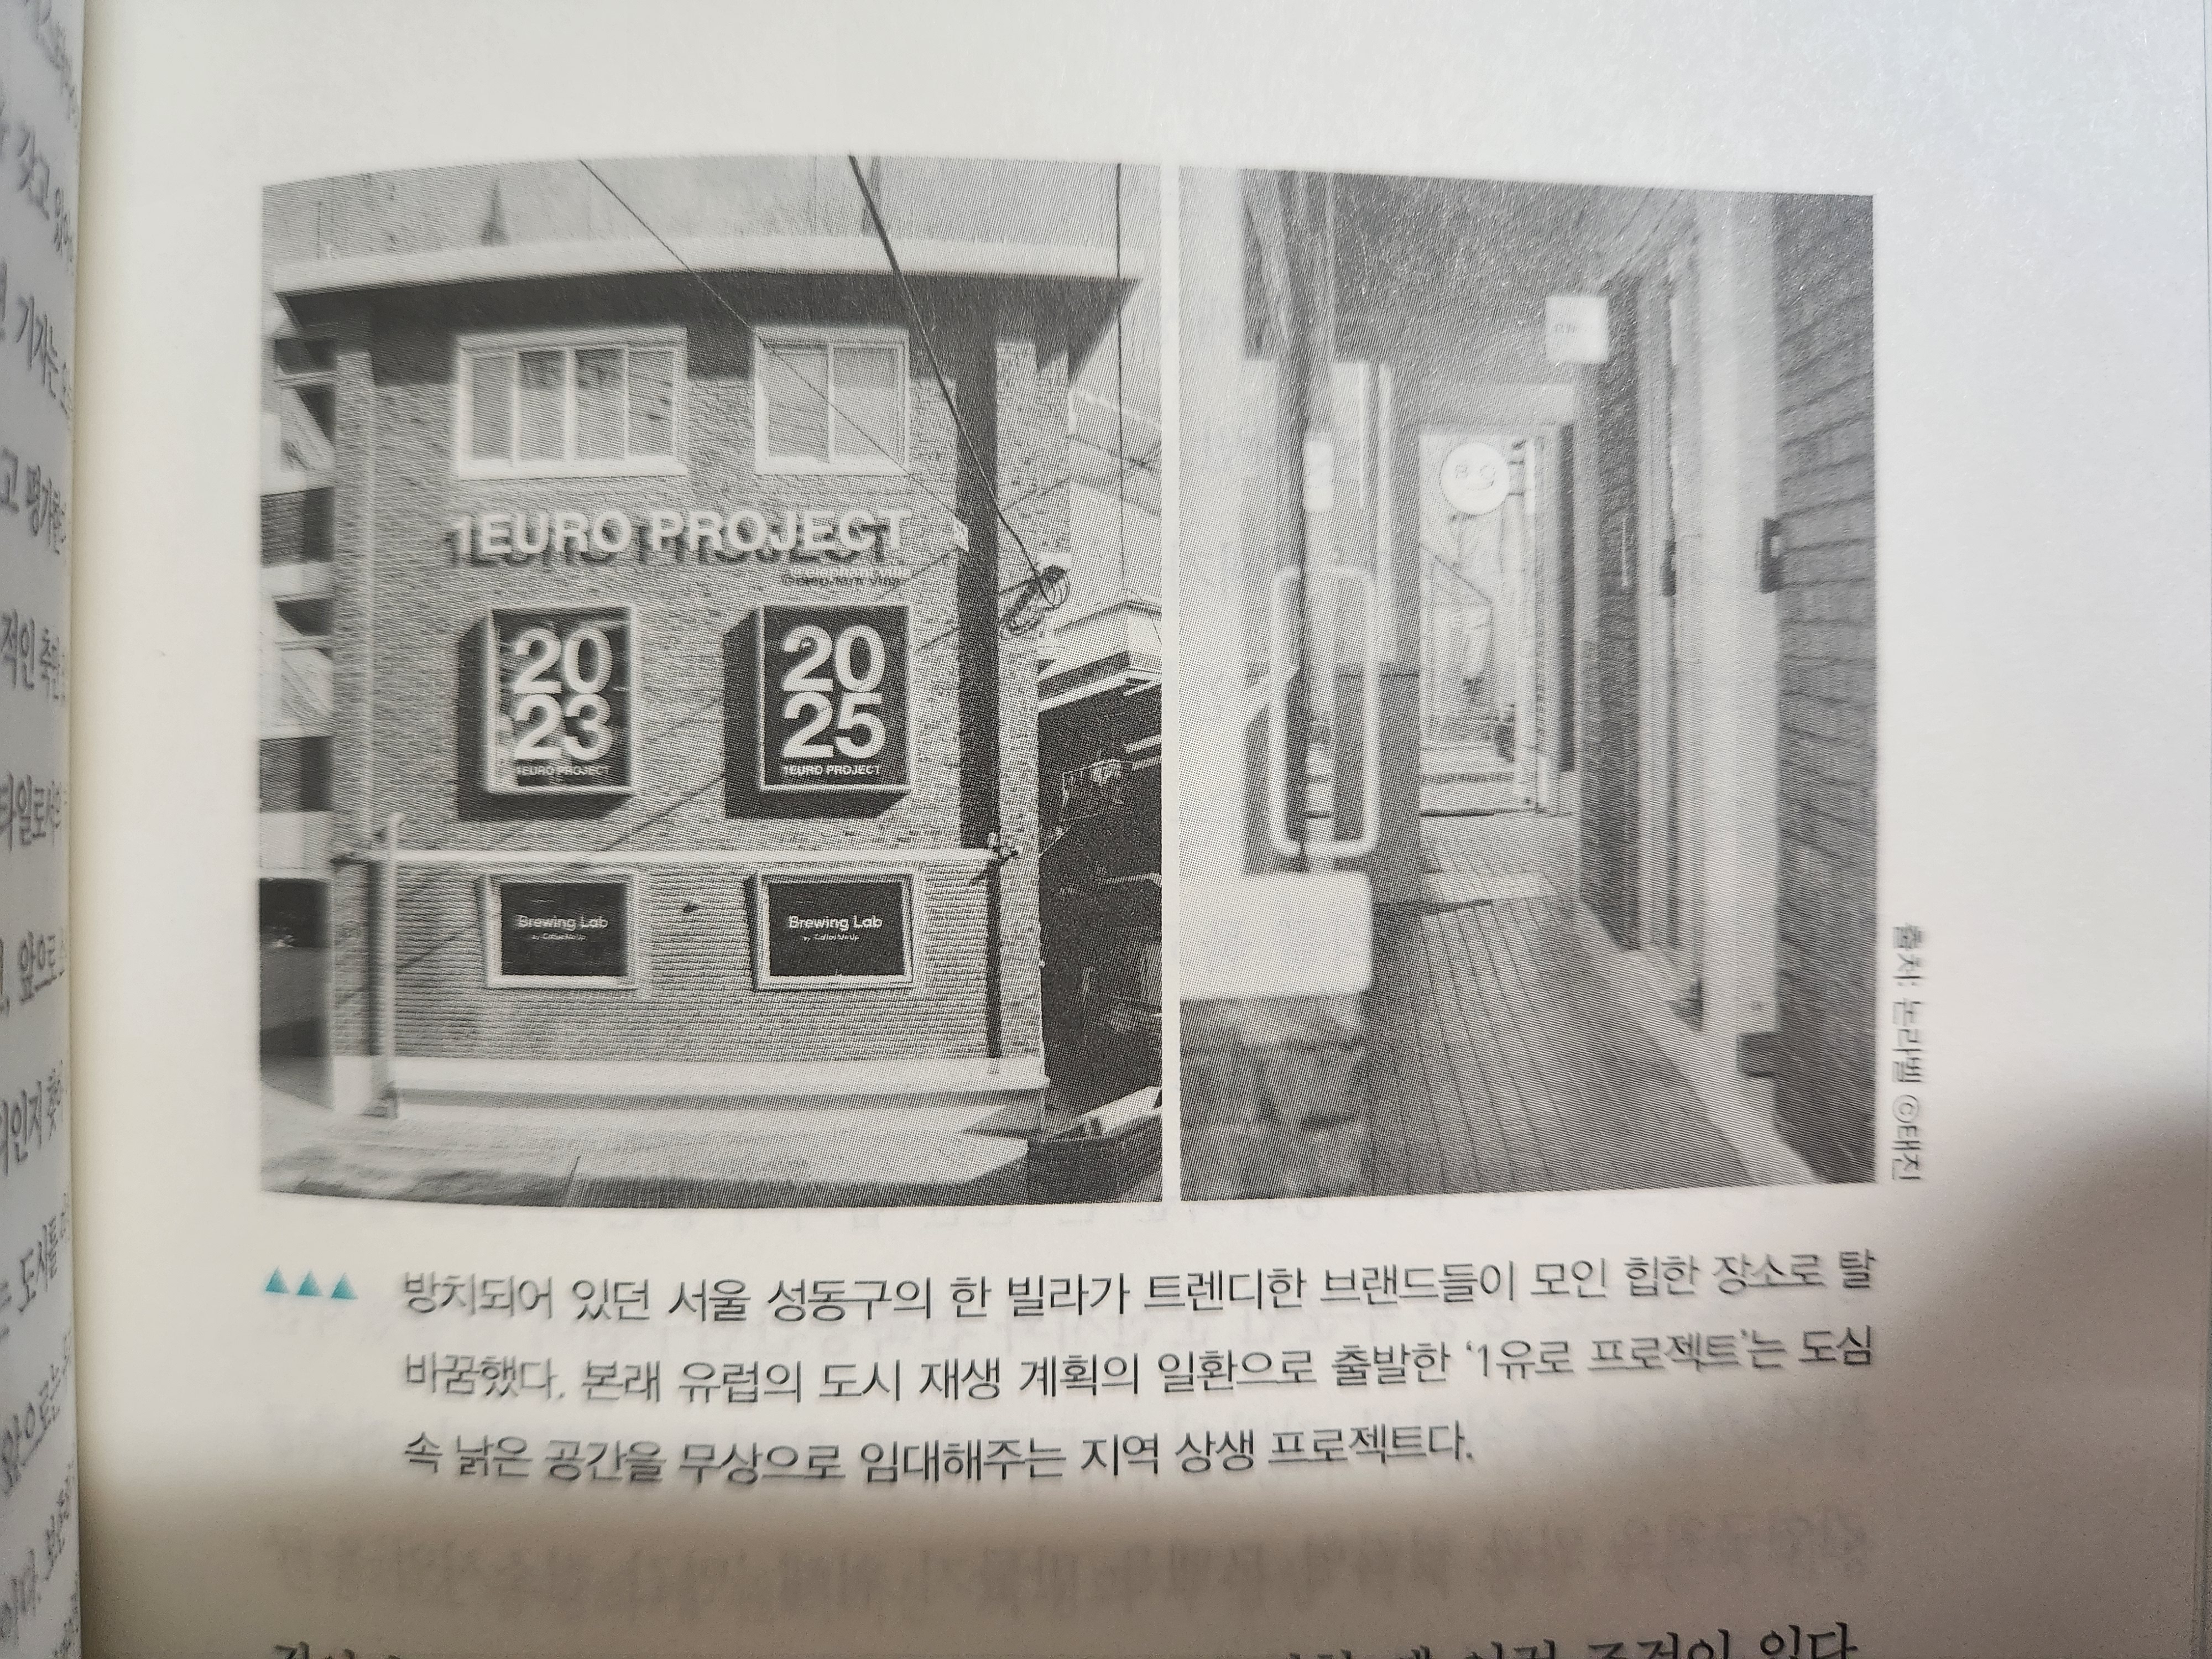 1EURO PROJECT
20
23
1EURO PROJECT
20
25
1EURO PROJECT
Brewing Lab
Brewing Lab
출처: 논라벨 ©태진
▲▲▲ 방치되어 있던 서울 성동구의 한 빌라가 트렌디한 브랜드들이 모인 힙한 장소로 탈
바꿈했다. 본래 유럽의 도시 재생 계획의 일환으로 출발한 ‘1유로 프로젝트’는 도심
속 낡은 공간을 무상으로 임대해주는 지역 상생 프로젝트다.